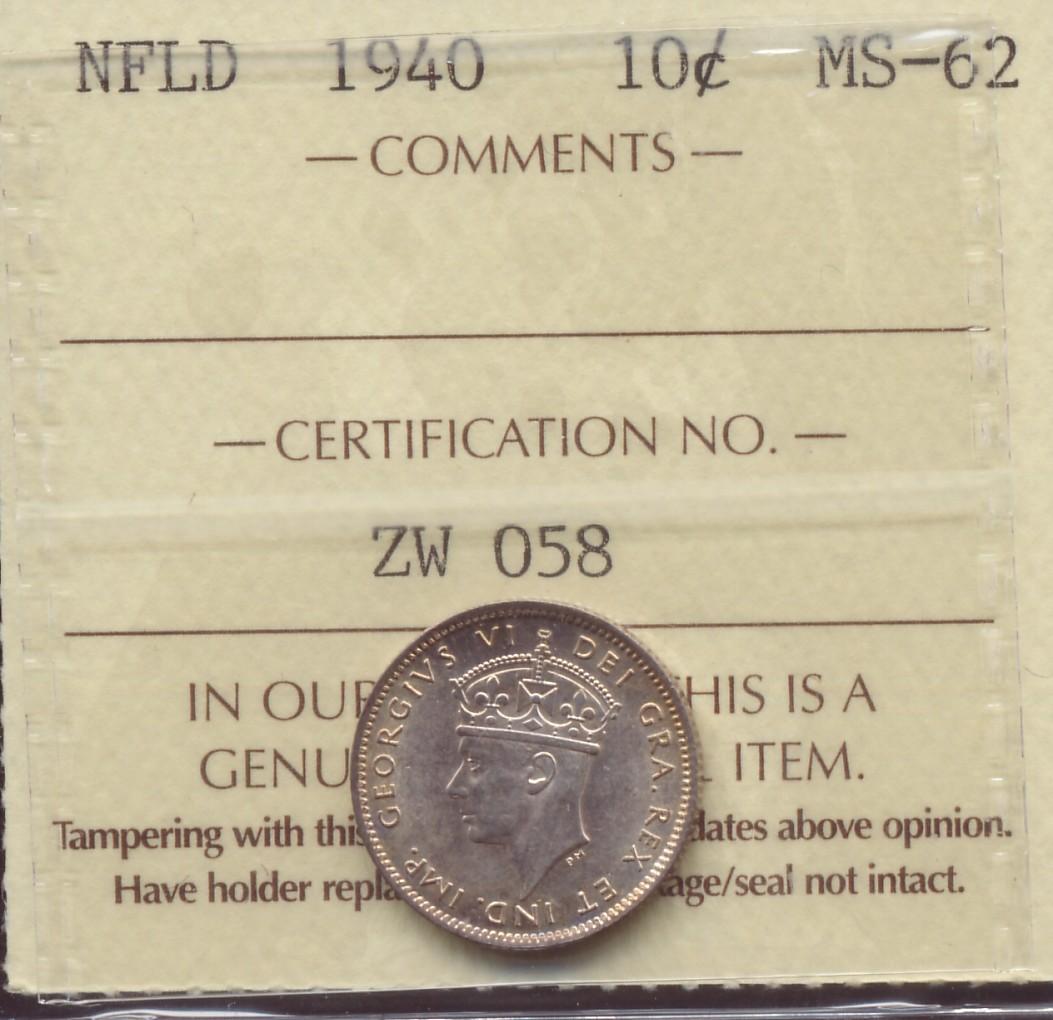 NFLD 1940 10¢ MS-62
— COMMENTS —
— CERTIFICATION NO. —
ZW 058
IN OUR HIS IS A
GENU ITEM.
Tampering with this dates above opinion.
Have holder repla age/seal not intact.
GEORGIVS VI DEI GRA. REX ET IND. IMP.
PM